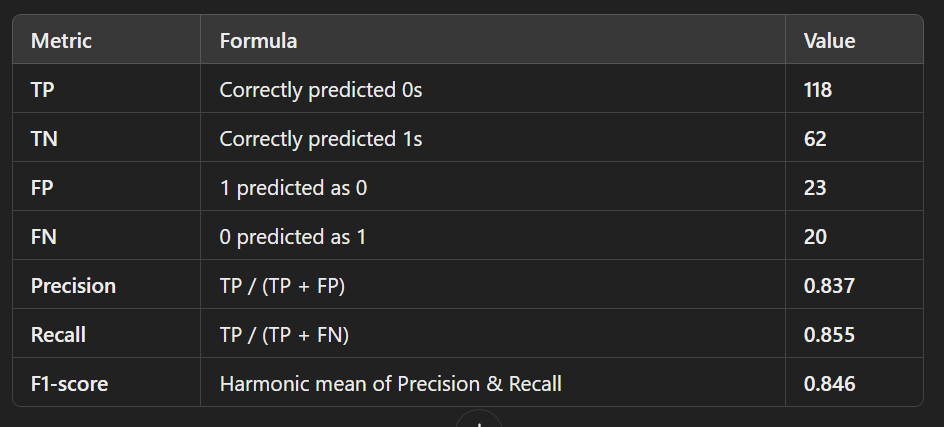 Metric Formula Value
TP Correctly predicted 0s 118
TN Correctly predicted 1s 62
FP 1 predicted as 0 23
FN 0 predicted as 1 20
Precision TP / (TP + FP) 0.837
Recall TP / (TP + FN) 0.855
F1-score Harmonic mean of Precision & Recall 0.846